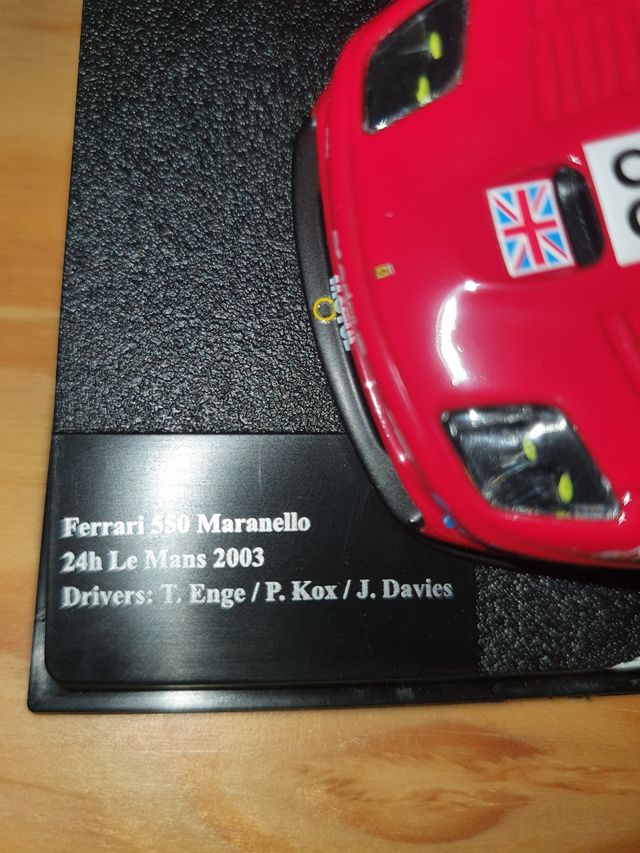 Ferrari 550 Maranello
24h Le Mans 2003
Drivers: T. Enge / P. Kox / J. Davies